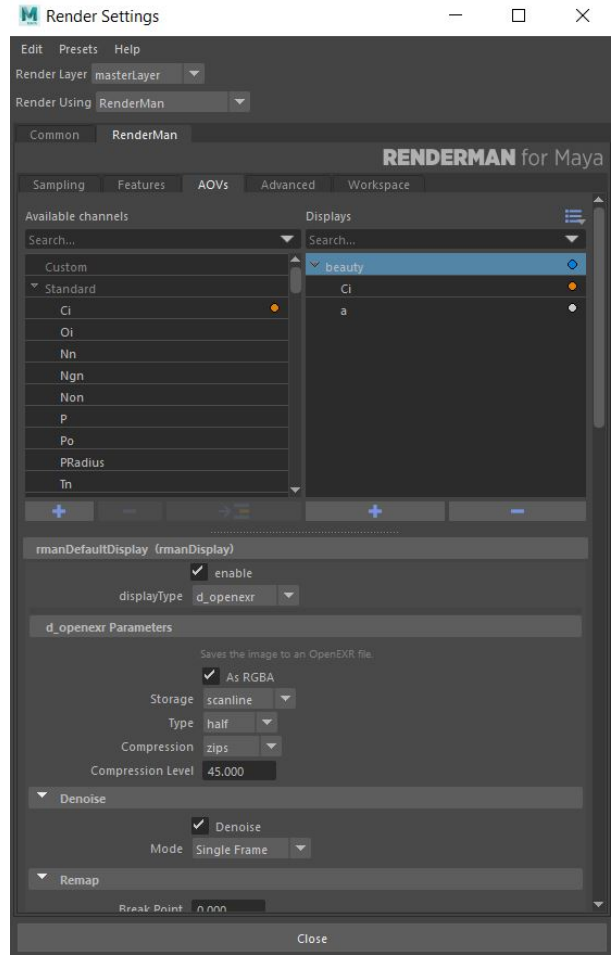 Render Settings
Edit Presets Help
Render Layer masterLayer
Render Using RenderMan
Common RenderMan
RENDERMAN for Maya
Sampling Features AOVs Advanced Workspace
Available channels Displays
Search... Search...
Custom beauty
Standard Ci
Ci a
Oi
Nn
Ngn
Non
P
Po
PRadius
Tn
rmanDefaultDisplay (rmanDisplay)
enable
displayType d_openexr
d_openexr Parameters
Saves the image to an OpenEXR file.
As RGBA
Storage scanline
Type half
Compression zips
Compression Level 45.000
Denoise
Denoise
Mode Single Frame
Remap
Break Point 0.000
Close